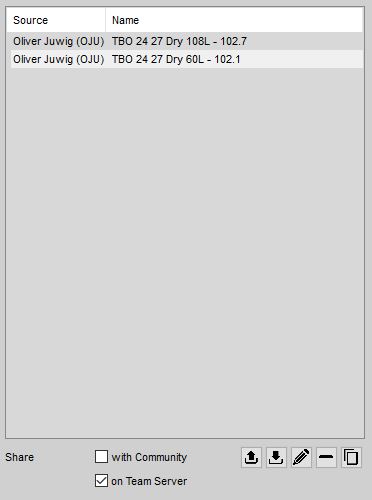 Source Name
Oliver Juwig (OJU) TBO 24 27 Dry 108L - 102.7
Oliver Juwig (OJU) TBO 24 27 Dry 60L - 102.1
Share with Community
on Team Server